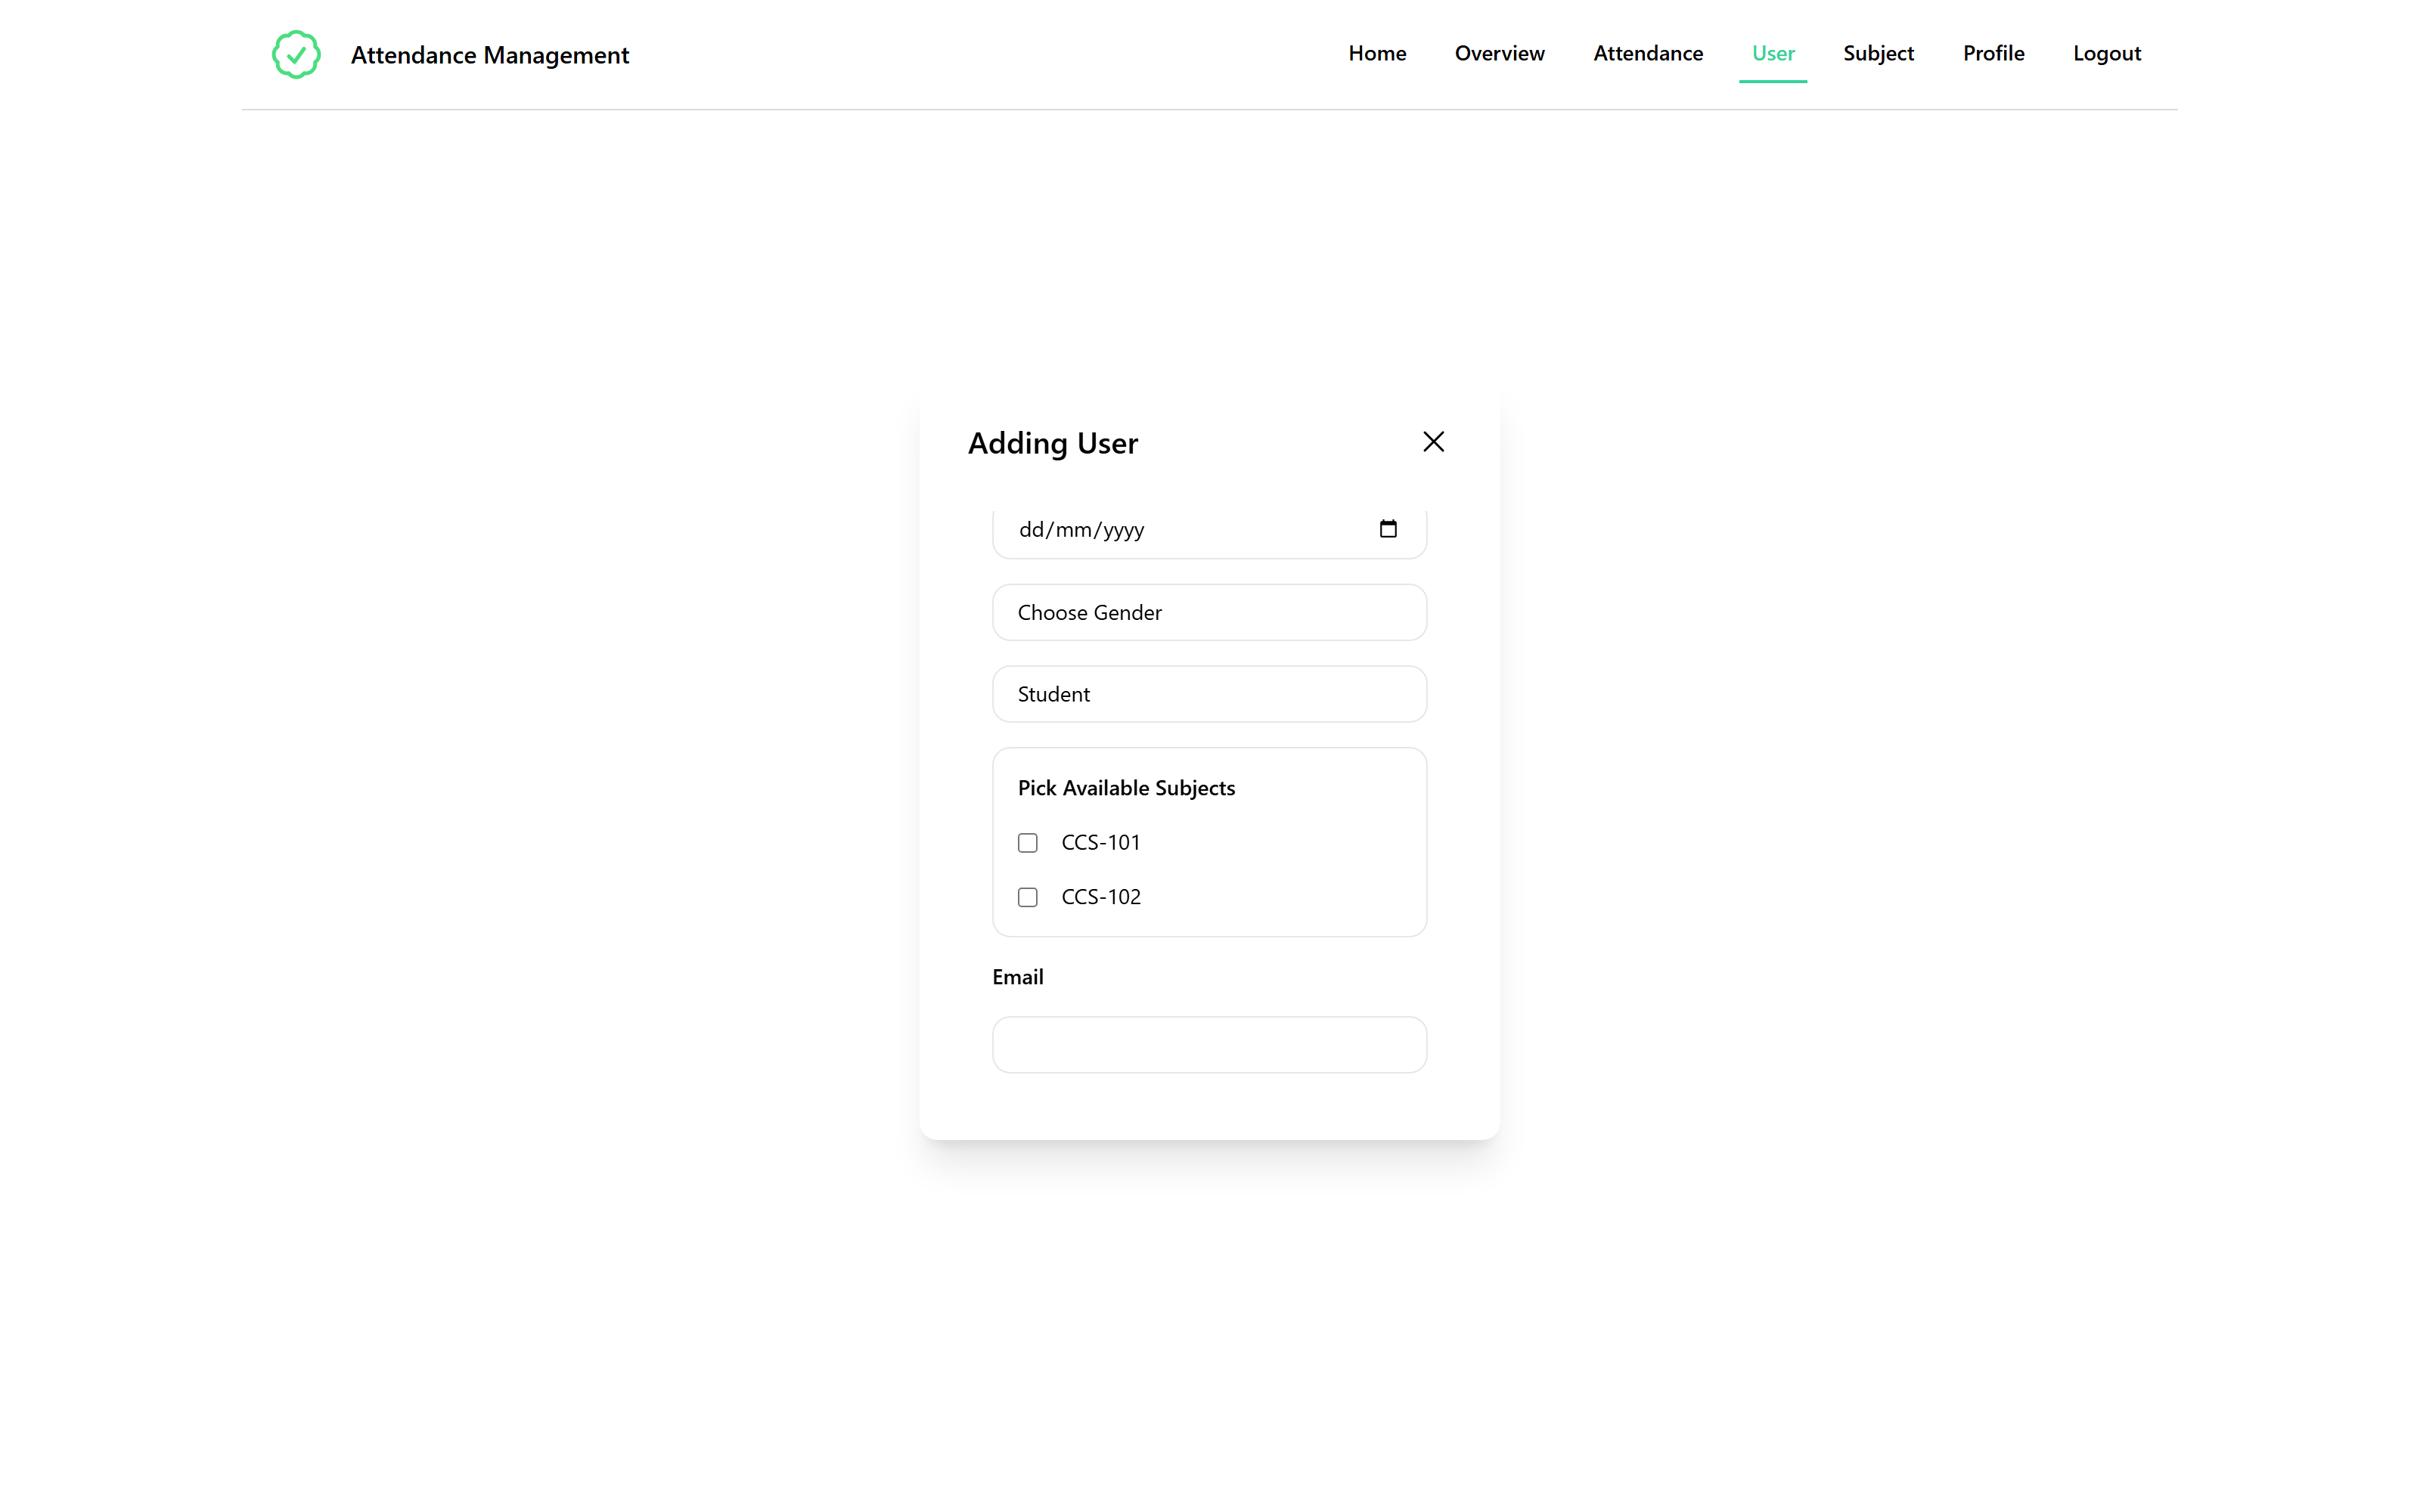 Attendance Management
Home Overview Attendance User Subject Profile Logout
Adding User
dd/mm/yyyy
Choose Gender
Student
Pick Available Subjects
CCS-101
CCS-102
Email